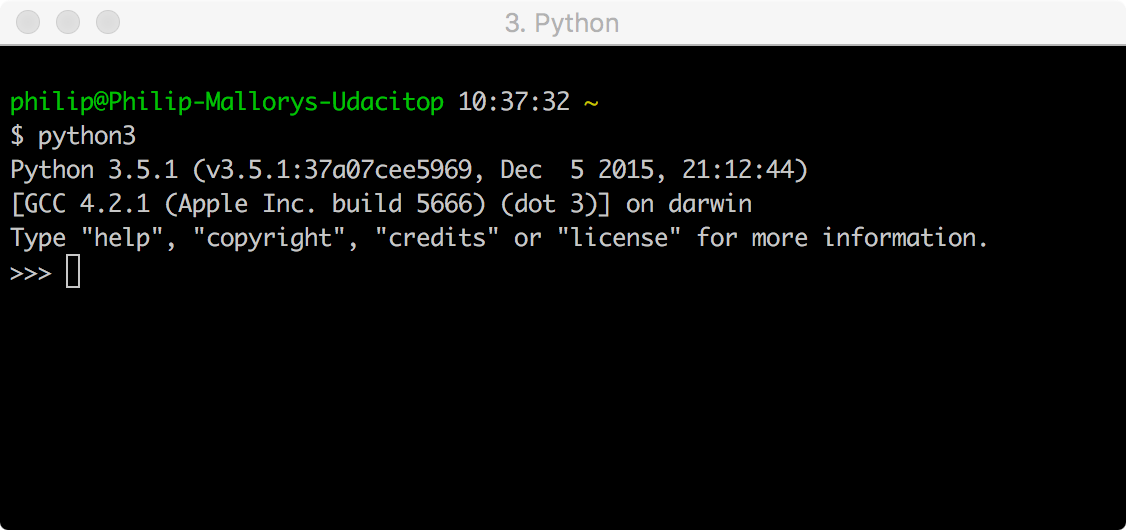 3. Python
philip@Philip-Mallorys-Udacitop 10:37:32 ~
$ python3
Python 3.5.1 (v3.5.1:37a07cee5969, Dec  5 2015, 21:12:44)
[GCC 4.2.1 (Apple Inc. build 5666) (dot 3)] on darwin
Type "help", "copyright", "credits" or "license" for more information.
>>>